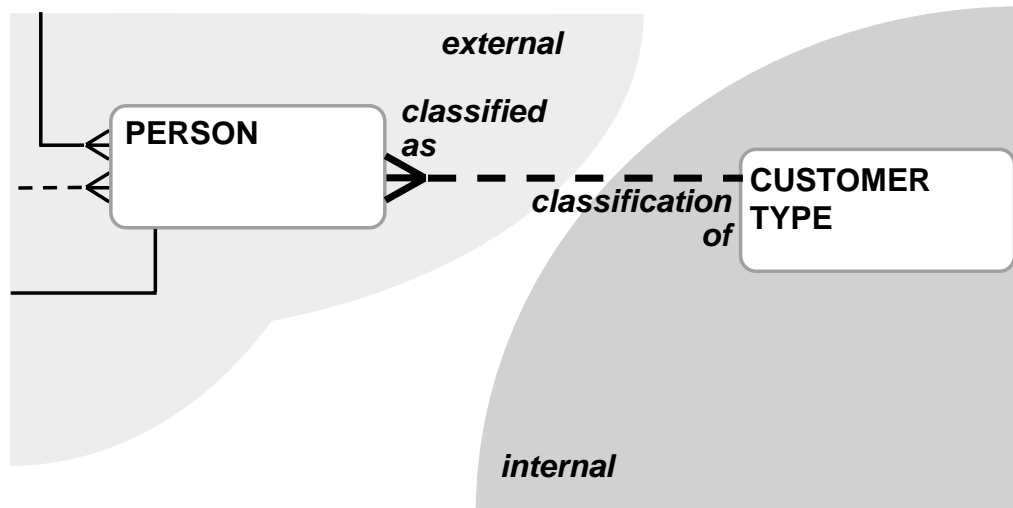 external
classified
as
PERSON
CUSTOMER
TYPE
classification
of
internal